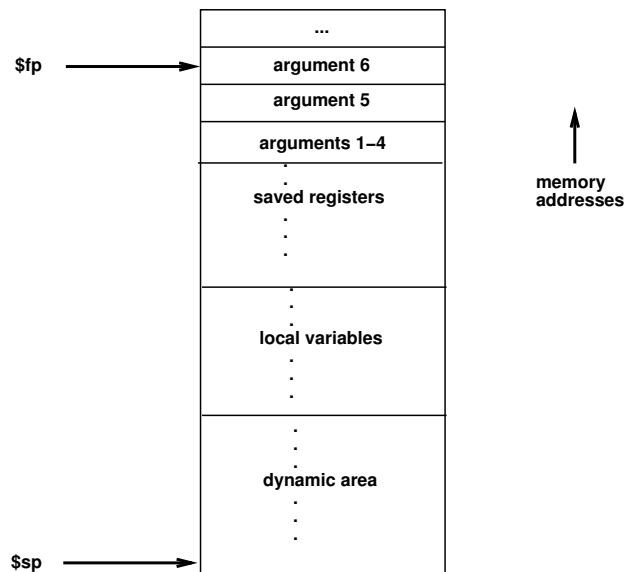 ...
$fp
argument 6
argument 5
arguments 1–4
saved registers
memory
addresses
local variables
dynamic area
$sp